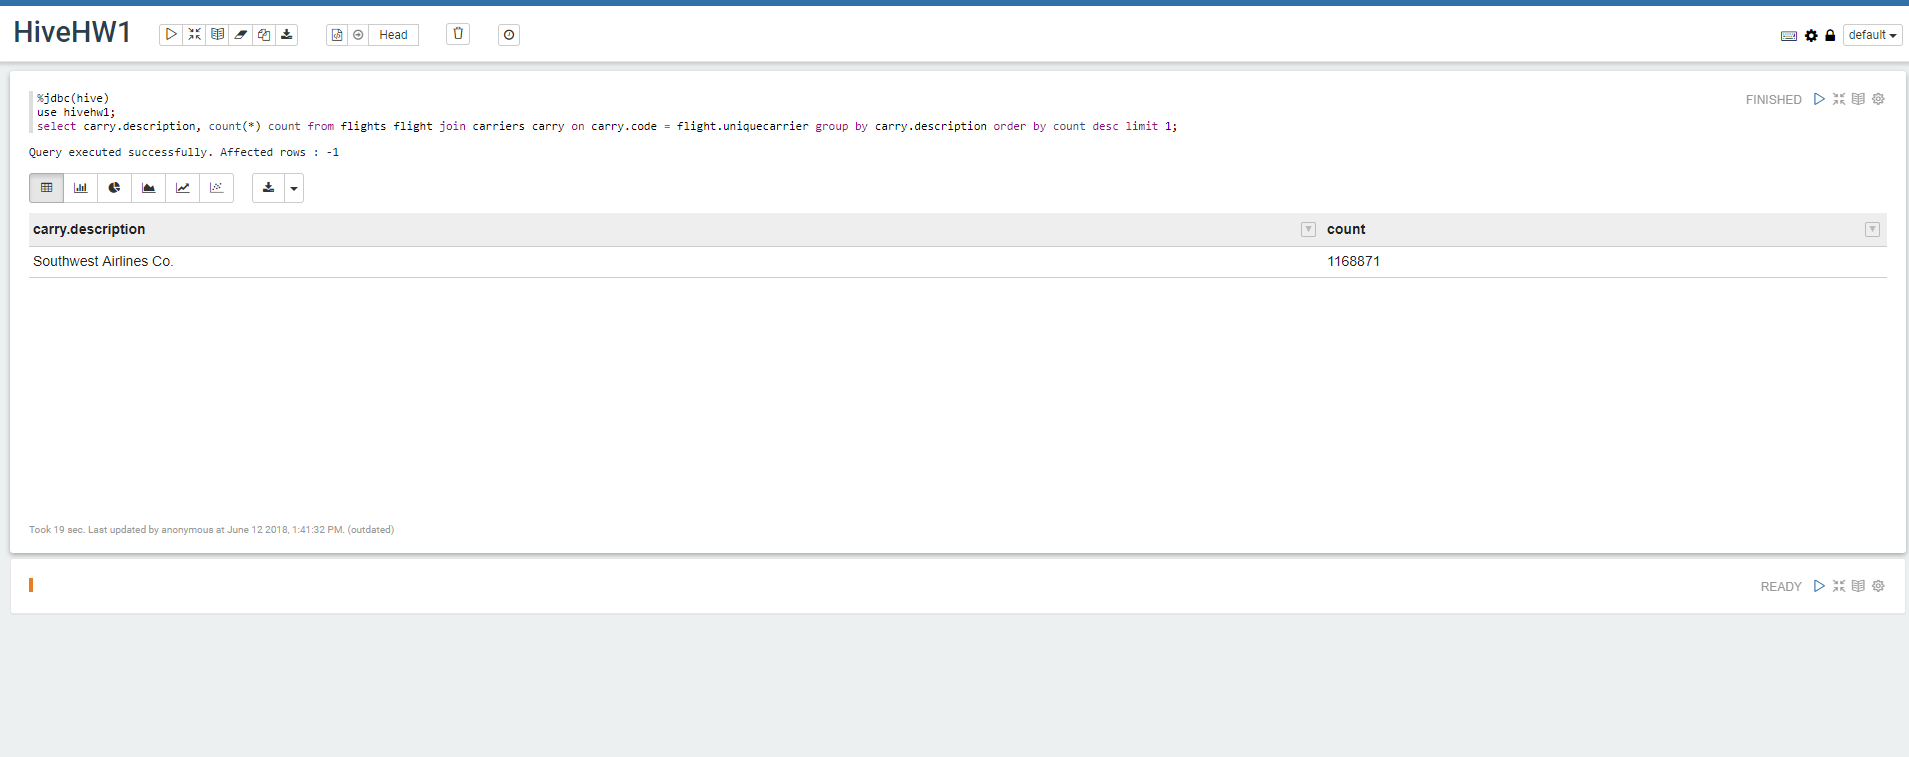 HiveHW1
Head
default
%jdbc(hive)
FINISHED
use hivehw1;
select carry.description, count(*) count from flights flight join carriers carry on carry.code = flight.uniquecarrier group by carry.description order by count desc limit 1;
Query executed successfully. Affected rows : -1
carry.description count
Southwest Airlines Co. 1168871
Took 19 sec. Last updated by anonymous at June 12 2018, 1:41:32 PM. (outdated)
READY